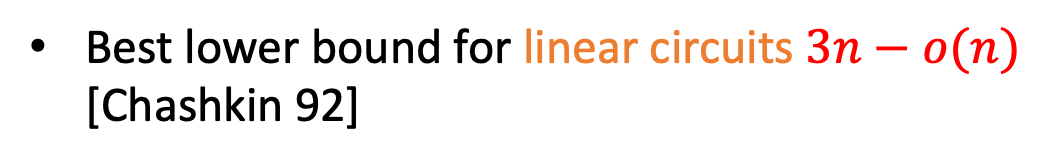 • Best lower bound for linear circuits 3𝑛 − 𝑜(𝑛)
[Chashkin 92]